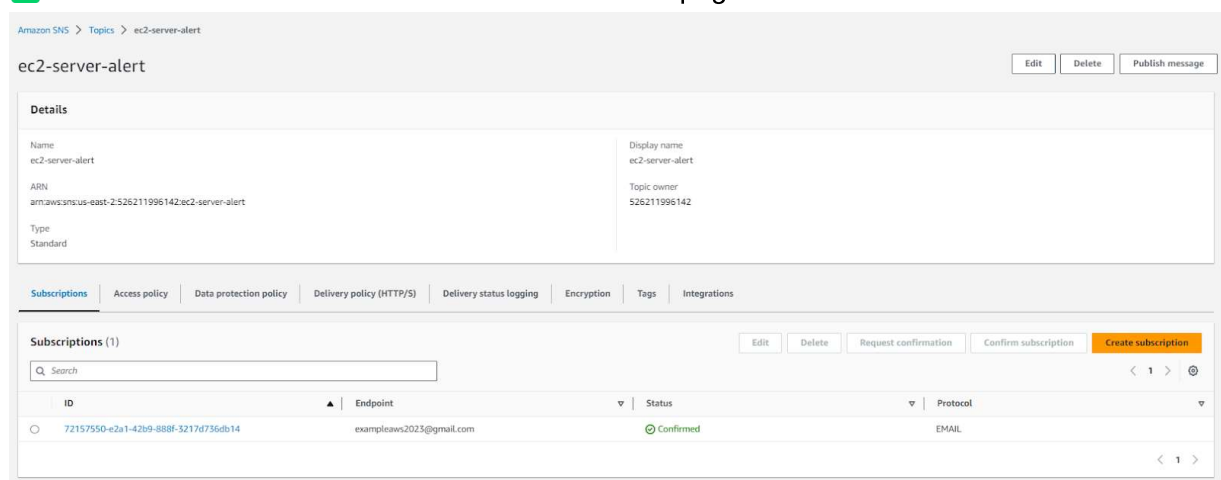 pag
Amazon SNS > Topics > ec2-server-alert
ec2-server-alert
Edit Delete Publish message
Details
Name
ec2-server-alert
Display name
ec2-server-alert
ARN
arn:aws:sns:us-east-2:526211996142:ec2-server-alert
Topic owner
526211996142
Type
Standard
Subscriptions Access policy Data protection policy Delivery policy (HTTP/S) Delivery status logging Encryption Tags Integrations
Subscriptions (1)
Edit Delete Request confirmation Confirm subscription Create subscription
Search
< 1 >
ID Endpoint Status Protocol
72157550-e2a1-42b9-888f-3217d736db14 exampleaws2023@gmail.com Confirmed EMAIL
< 1 >